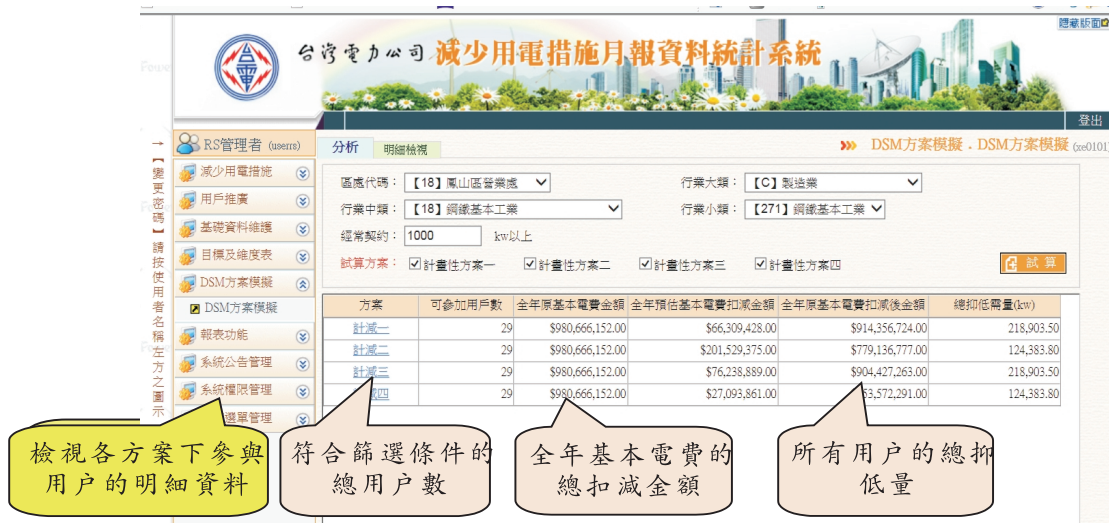 隱藏版面
台湾電力公司 減少用電措施月報資料統計系統
登出
RS管理者 (users)
分析 明細檢視
DSM方案模擬．DSM方案模擬 (xe0101)
→【變更密碼】請按使用者名稱左方之圖示
減少用電措施
用戶推廣
基礎資料維護
目標及維度表
DSM方案模擬
DSM方案模擬
報表功能
系統公告管理
系統權限管理
選單管理
區處代碼： 【18】鳳山區營業處 行業大類： 【C】製造業
行業中類： 【18】鋼鐵基本工業 行業小類： 【271】鋼鐵基本工業
經常契約： 1000 kw以上
試算方案： 計畫性方案一 計畫性方案二 計畫性方案三 計畫性方案四 試算
方案 可參加用戶數 全年原基本電費金額 全年預估基本電費扣減金額 全年原基本電費扣減後金額 總抑低需量(kw)
計減一 29 $980,666,152.00 $66,309,428.00 $914,356,724.00 218,903.50
計減二 29 $980,666,152.00 $201,529,375.00 $779,136,777.00 124,383.80
計減三 29 $980,666,152.00 $76,238,889.00 $904,427,263.00 218,903.50
四 29 $980,666,152.00 $27,093,861.00 53,572,291.00 124,383.80
檢視各方案下參與
用戶的明細資料
符合篩選條件的
總用戶數
全年基本電費的
總扣減金額
所有用戶的總抑
低量